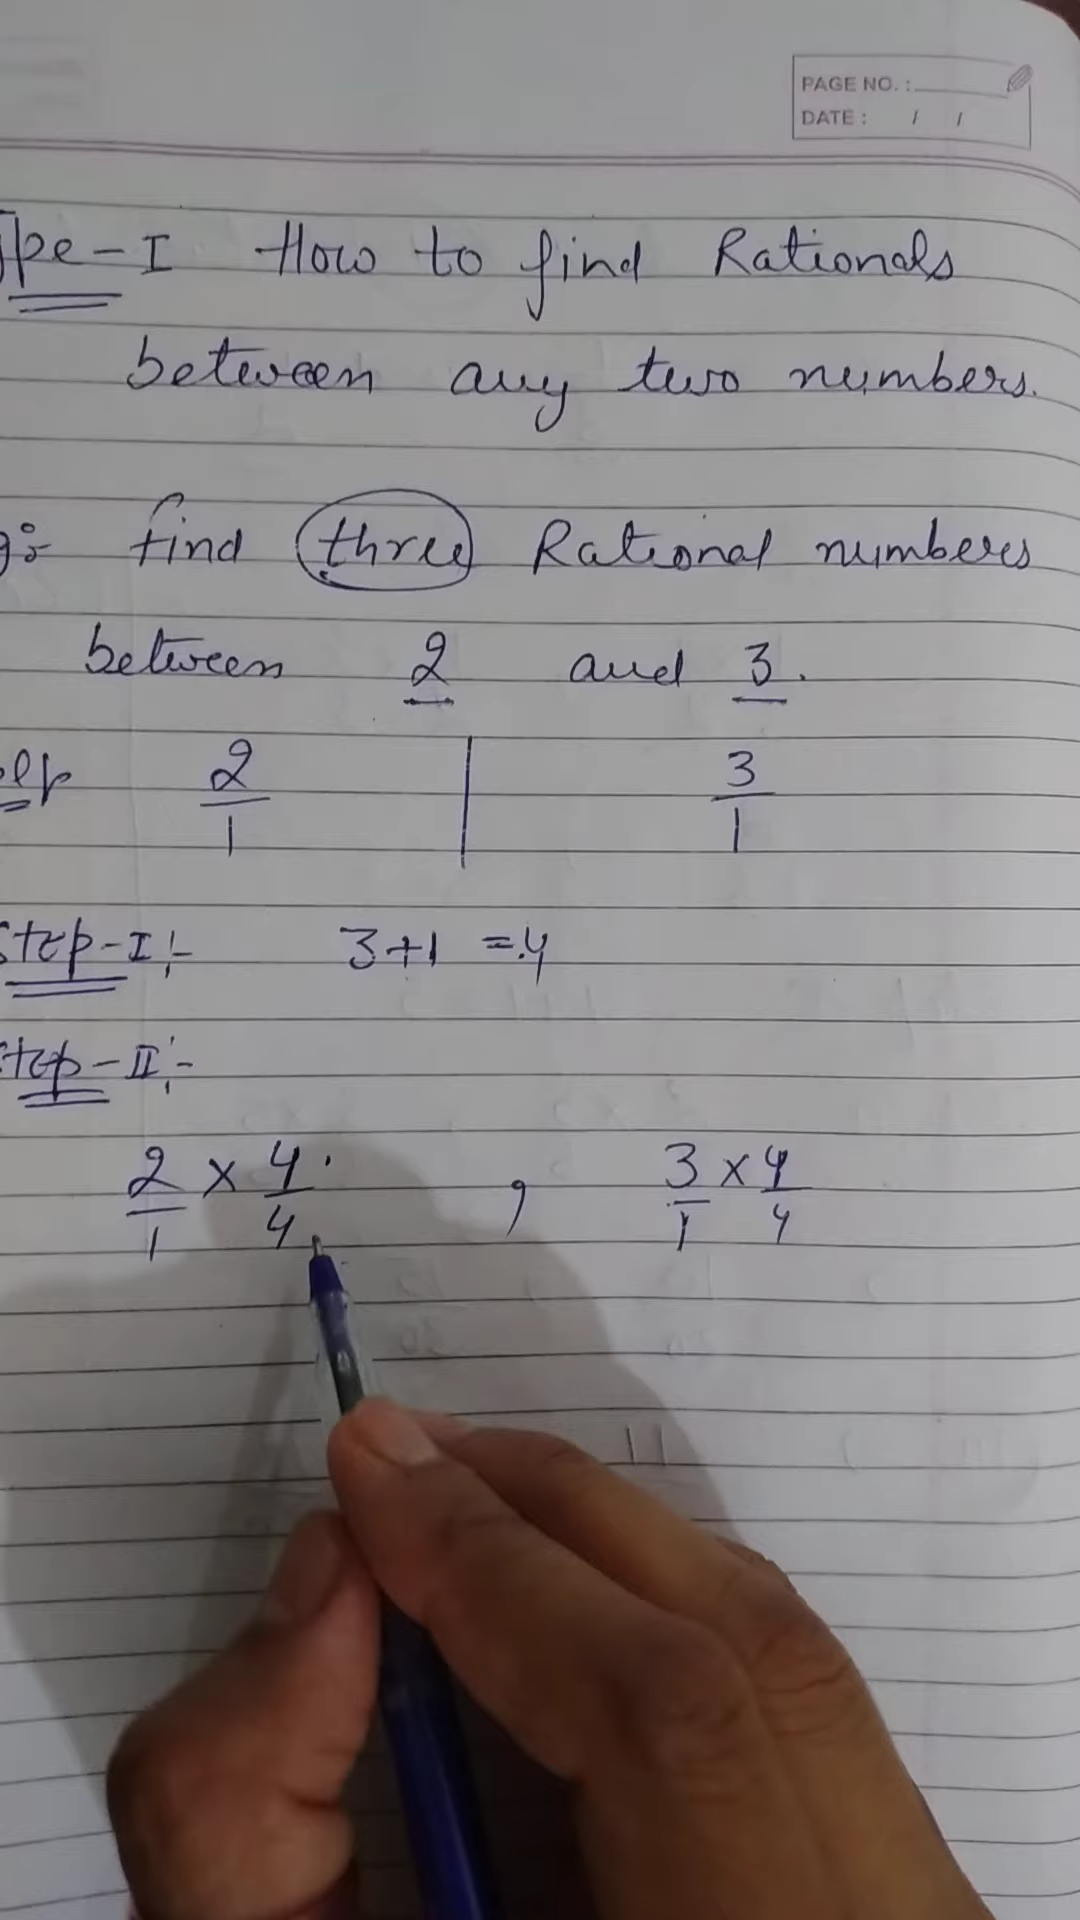 PAGE NO. :
DATE : / /
ype-I How to find Rationals
between any two numbers.
g:- find three Rational numbers
between 2 and 3.
2/1 | 3/1
Step-I:- 3+1 = 4
Step-II:-
2/1 × 4/4 , 3/1 × 4/4